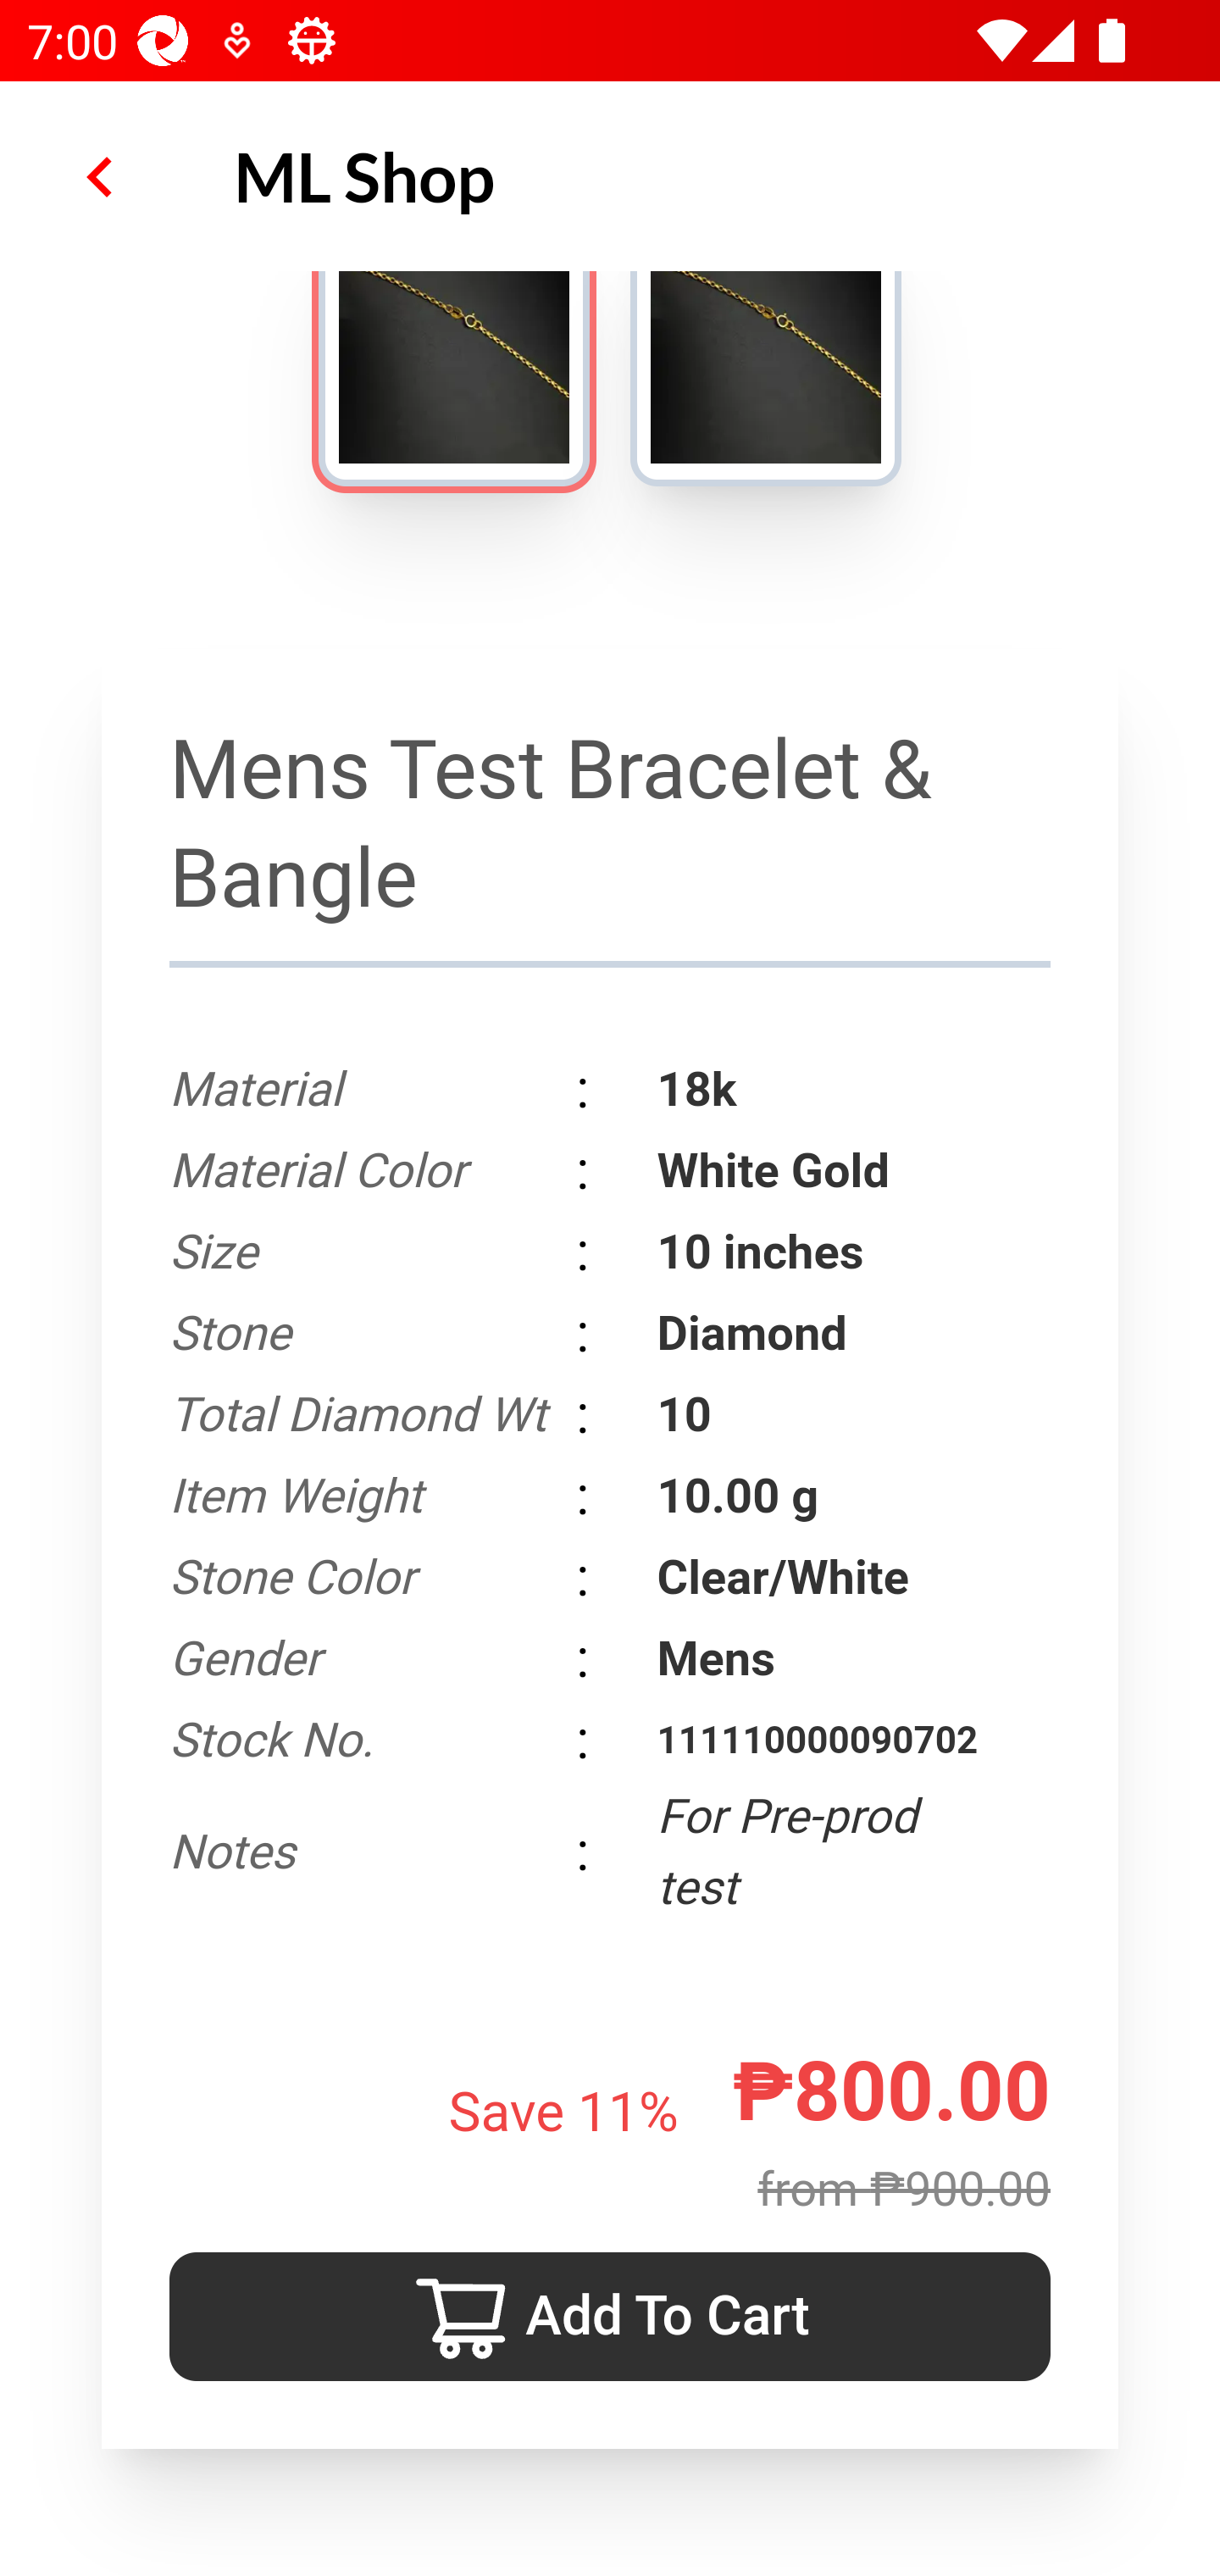 7:00
ML Shop
Mens Test Bracelet &
Bangle
Material : 18k
Material Color : White Gold
Size : 10 inches
Stone : Diamond
Total Diamond Wt : 10
Item Weight : 10.00 g
Stone Color : Clear/White
Gender : Mens
Stock No. : 111110000090702
Notes : For Pre-prod
test
Save 11% ₱800.00
from ₱900.00
Add To Cart